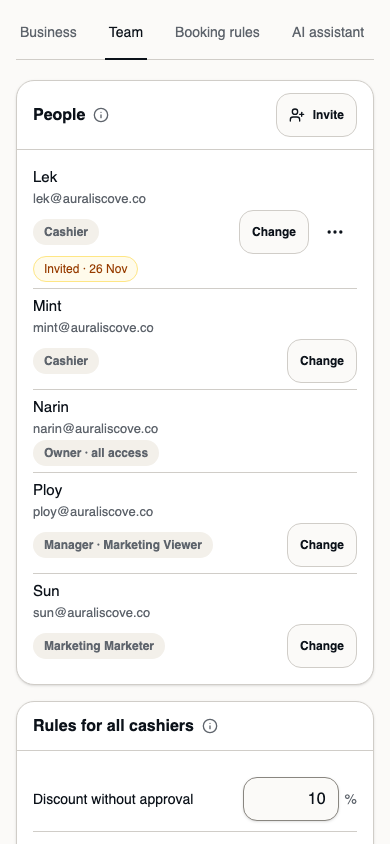 Business Team Booking rules AI assistant
People Invite
Lek
lek@auraliscove.co
Cashier Change
Invited · 26 Nov
Mint
mint@auraliscove.co
Cashier Change
Narin
narin@auraliscove.co
Owner · all access
Ploy
ploy@auraliscove.co
Manager · Marketing Viewer Change
Sun
sun@auraliscove.co
Marketing Marketer Change
Rules for all cashiers
Discount without approval 10 %